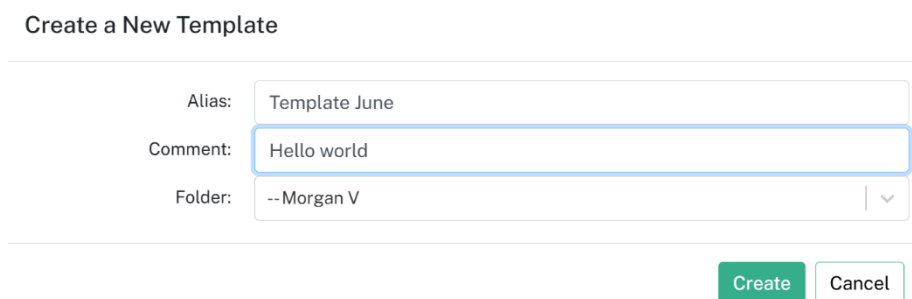 Create a New Template
Alias: Template June
Comment: Hello world
Folder: -- Morgan V
Create Cancel